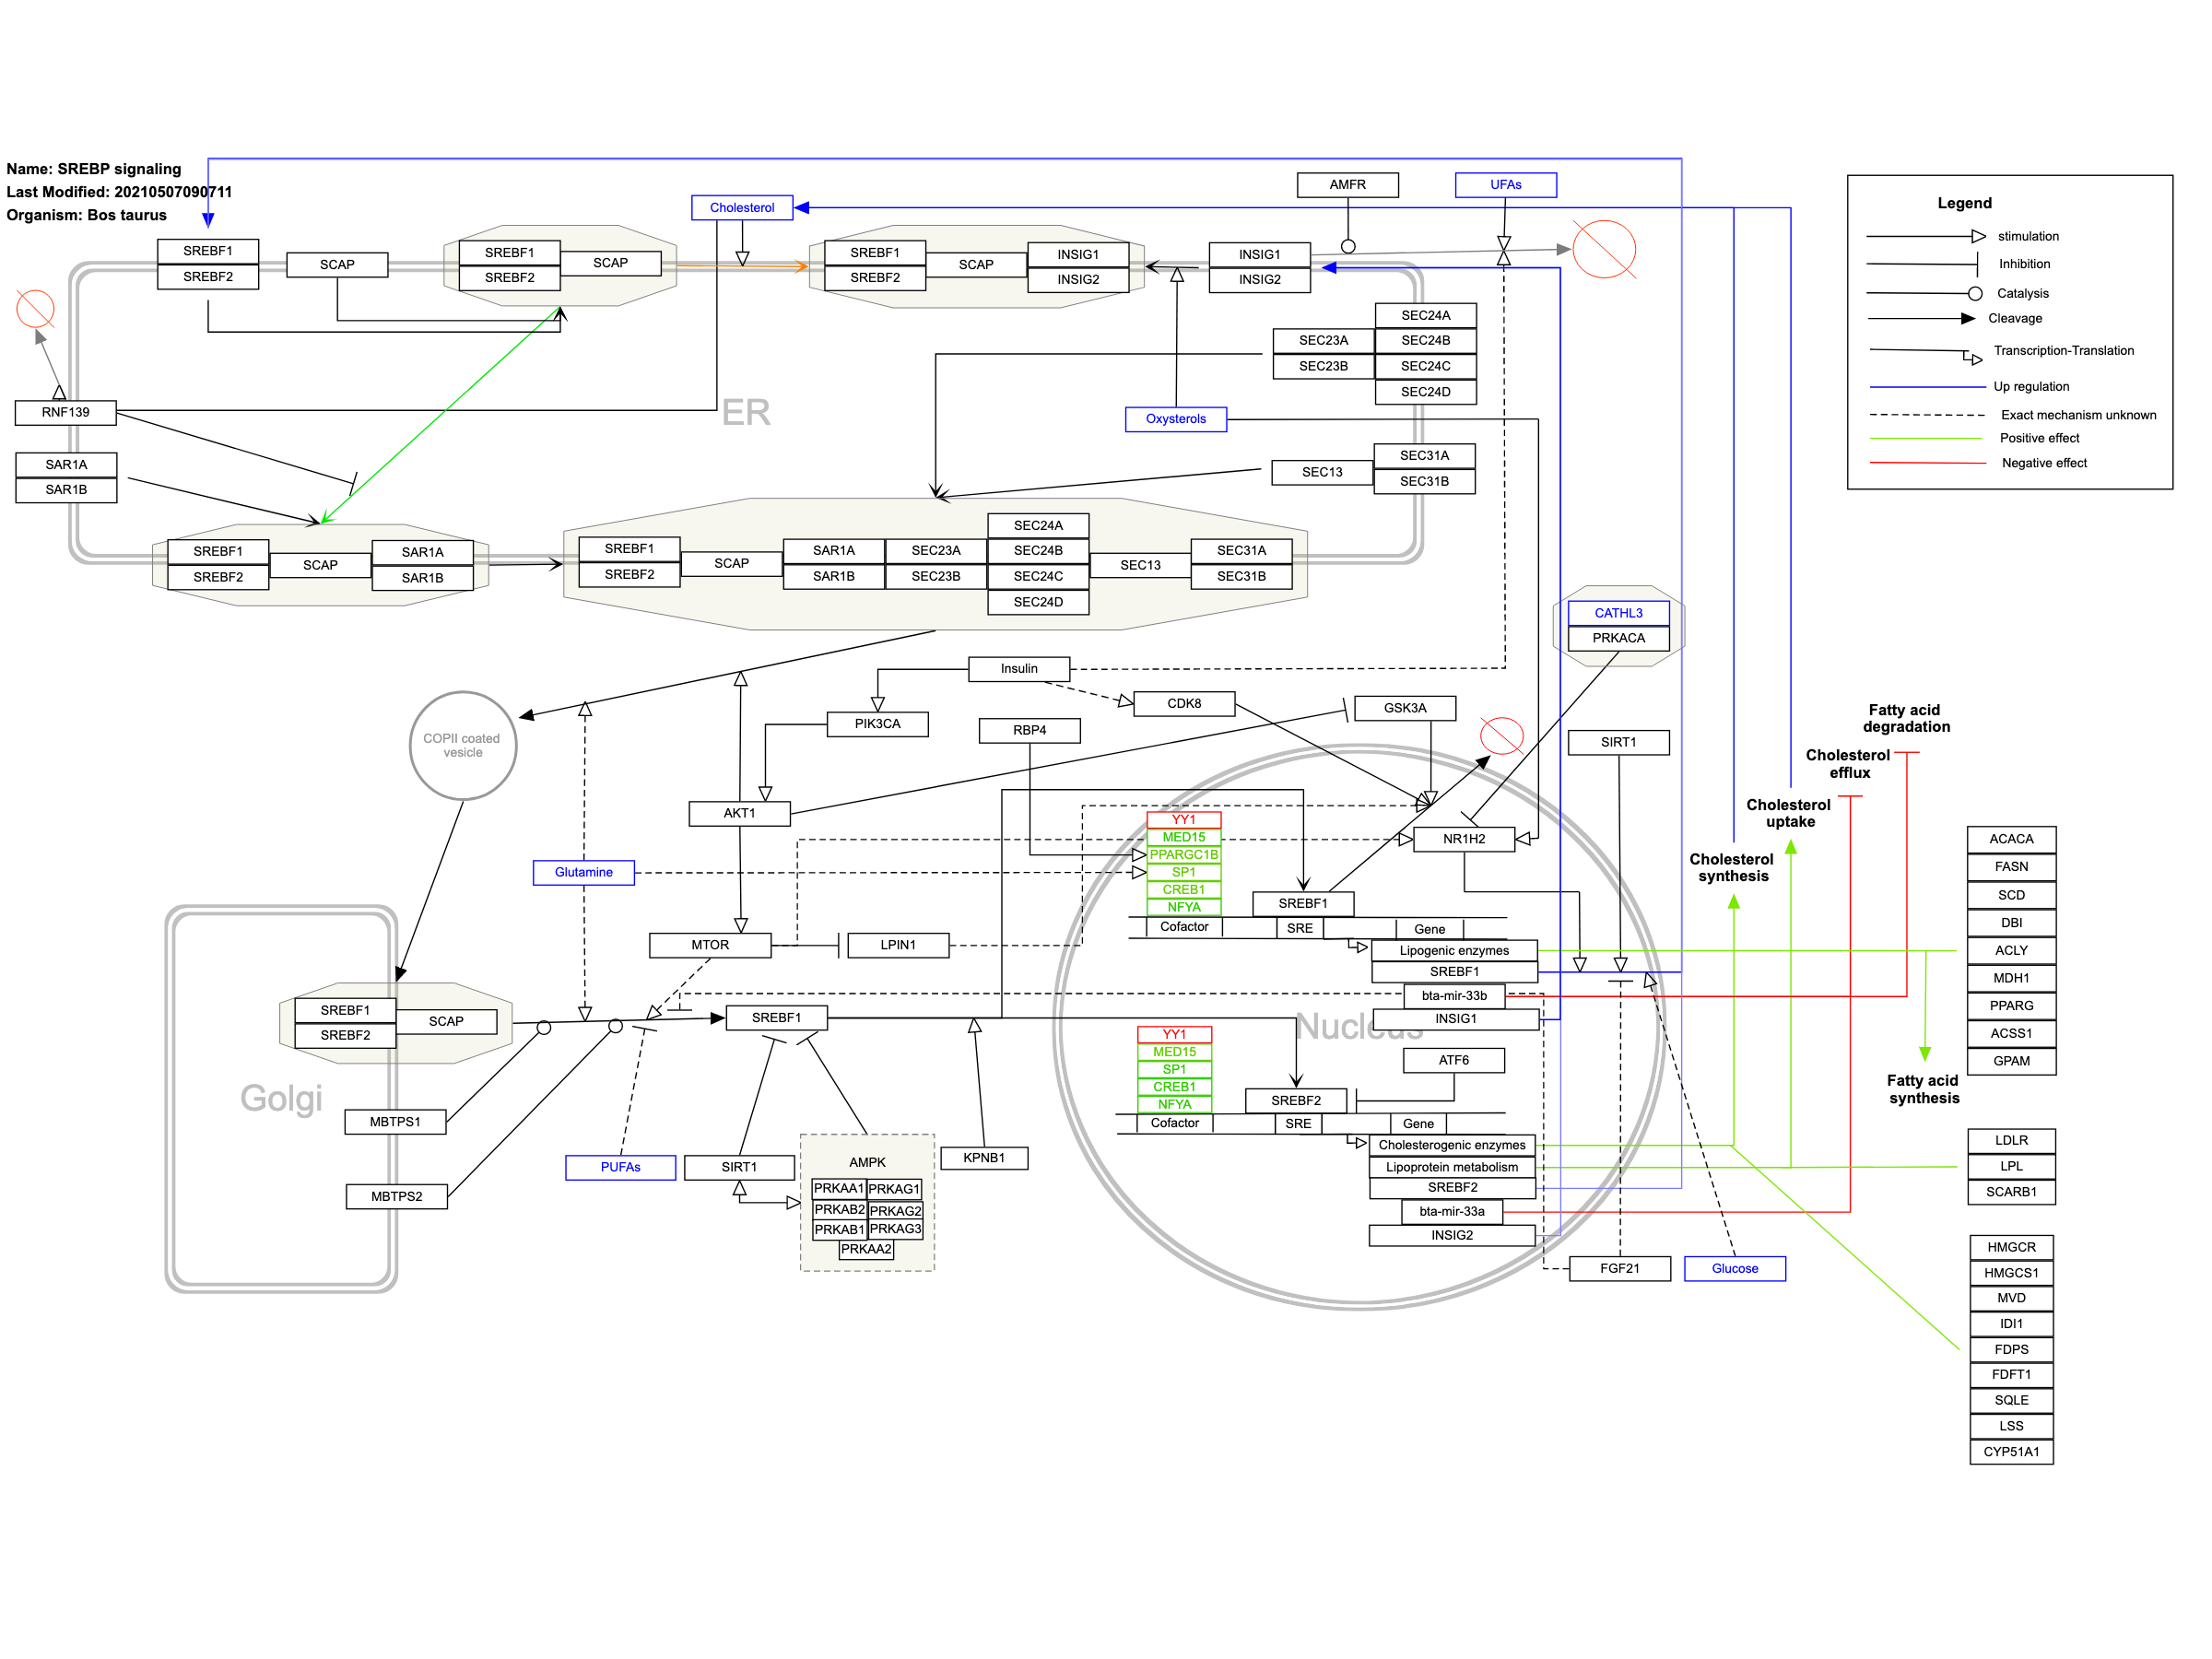 Name: SREBP signaling
Last Modified: 20210507090711
Organism: Bos taurus
Cholesterol
AMFR
UFAs
SREBF1
SREBF2
SCAP
SREBF1
SREBF2
SCAP
SREBF1
SREBF2
SCAP
INSIG1
INSIG2
INSIG1
INSIG2
Legend
stimulation
Inhibition
Catalysis
Cleavage
Transcription-Translation
Up regulation
Exact mechanism unknown
Positive effect
Negative effect
SEC23A
SEC23B
SEC24A
SEC24B
SEC24C
SEC24D
RNF139
ER
Oxysterols
SAR1A
SAR1B
SEC13
SEC31A
SEC31B
SREBF1
SREBF2
SCAP
SAR1A
SAR1B
SREBF1
SREBF2
SCAP
SAR1A
SAR1B
SEC23A
SEC23B
SEC24A
SEC24B
SEC24C
SEC24D
SEC13
SEC31A
SEC31B
CATHL3
PRKACA
Insulin
CDK8
GSK3A
PIK3CA
RBP4
SIRT1
COPII coated
vesicle
AKT1
Fatty acid
degradation
Cholesterol
efflux
Cholesterol
uptake
Cholesterol
synthesis
YY1
MED15
PPARGC1B
SP1
CREB1
NFYA
NR1H2
Glutamine
SREBF1
Cofactor
SRE
Gene
MTOR
LPIN1
Lipogenic enzymes
SREBF1
bta-mir-33b
INSIG1
Nucleus
ACACA
FASN
SCD
DBI
ACLY
MDH1
PPARG
ACSS1
GPAM
SREBF1
SREBF2
SCAP
SREBF1
Golgi
YY1
MED15
SP1
CREB1
NFYA
ATF6
SREBF2
Cofactor
SRE
Gene
Fatty acid
synthesis
MBTPS1
MBTPS2
PUFAs
SIRT1
AMPK
PRKAA1
PRKAG1
PRKAB2
PRKAG2
PRKAB1
PRKAG3
PRKAA2
KPNB1
Cholesterogenic enzymes
Lipoprotein metabolism
SREBF2
bta-mir-33a
INSIG2
LDLR
LPL
SCARB1
FGF21
Glucose
HMGCR
HMGCS1
MVD
IDI1
FDPS
FDFT1
SQLE
LSS
CYP51A1